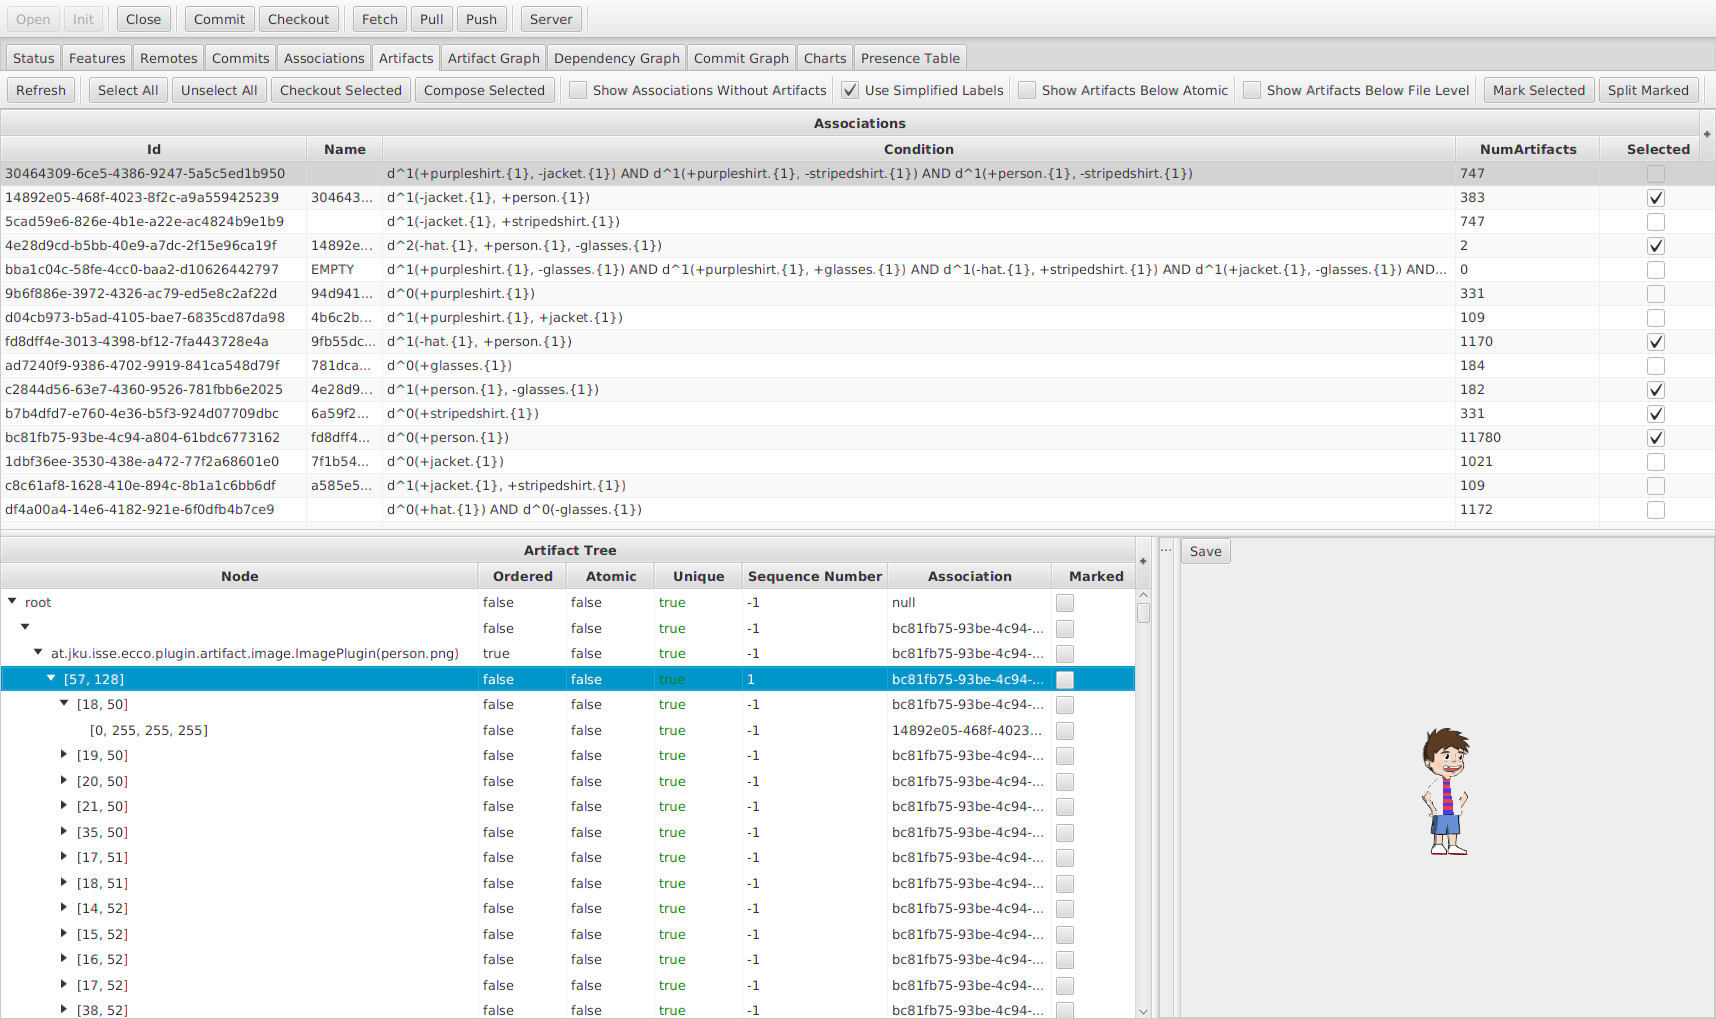 Open Init Close Commit Checkout Fetch Pull Push Server
Status Features Remotes Commits Associations Artifacts Artifact Graph Dependency Graph Commit Graph Charts Presence Table
Refresh Select All Unselect All Checkout Selected Compose Selected Show Associations Without Artifacts Use Simplified Labels Show Artifacts Below Atomic Show Artifacts Below File Level Mark Selected Split Marked
Associations +
Id Name Condition NumArtifacts Selected
30464309-6ce5-4386-9247-5a5c5ed1b950 d^1(+purpleshirt.{1}, -jacket.{1}) AND d^1(+purpleshirt.{1}, -stripedshirt.{1}) AND d^1(+person.{1}, -stripedshirt.{1}) 747
14892e05-468f-4023-8f2c-a9a559425239 304643... d^1(-jacket.{1}, +person.{1}) 383
5cad59e6-826e-4b1e-a22e-ac4824b9e1b9 d^1(-jacket.{1}, +stripedshirt.{1}) 747
4e28d9cd-b5bb-40e9-a7dc-2f15e96ca19f 14892e... d^2(-hat.{1}, +person.{1}, -glasses.{1}) 2
bba1c04c-58fe-4cc0-baa2-d10626442797 EMPTY d^1(+purpleshirt.{1}, -glasses.{1}) AND d^1(+purpleshirt.{1}, +glasses.{1}) AND d^1(-hat.{1}, +stripedshirt.{1}) AND d^1(+jacket.{1}, -glasses.{1}) AND... 0
9b6f886e-3972-4326-ac79-ed5e8c2af22d 94d941... d^0(+purpleshirt.{1}) 331
d04cb973-b5ad-4105-bae7-6835cd87da98 4b6c2b... d^1(+purpleshirt.{1}, +jacket.{1}) 109
fd8dff4e-3013-4398-bf12-7fa443728e4a 9fb55dc... d^1(-hat.{1}, +person.{1}) 1170
ad7240f9-9386-4702-9919-841ca548d79f 781dca... d^0(+glasses.{1}) 184
c2844d56-63e7-4360-9526-781fbb6e2025 4e28d9... d^1(+person.{1}, -glasses.{1}) 182
b7b4dfd7-e760-4e36-b5f3-924d07709dbc 6a59f2... d^0(+stripedshirt.{1}) 331
bc81fb75-93be-4c94-a804-61bdc6773162 fd8dff4... d^0(+person.{1}) 11780
1dbf36ee-3530-438e-a472-77f2a68601e0 7f1b54... d^0(+jacket.{1}) 1021
c8c61af8-1628-410e-894c-8b1a1c6bb6df a585e5... d^1(+jacket.{1}, +stripedshirt.{1}) 109
df4a00a4-14e6-4182-921e-6f0dfb4b7ce9 d^0(+hat.{1}) AND d^0(-glasses.{1}) 1172
Artifact Tree + ... Save
Node Ordered Atomic Unique Sequence Number Association Marked
root false false true -1 null
false false true -1 bc81fb75-93be-4c94-...
at.jku.isse.ecco.plugin.artifact.image.ImagePlugin(person.png) true false true -1 bc81fb75-93be-4c94-...
[57, 128] false false true 1 bc81fb75-93be-4c94-...
[18, 50] false false true -1 bc81fb75-93be-4c94-...
[0, 255, 255, 255] false false true -1 14892e05-468f-4023...
[19, 50] false false true -1 bc81fb75-93be-4c94-...
[20, 50] false false true -1 bc81fb75-93be-4c94-...
[21, 50] false false true -1 bc81fb75-93be-4c94-...
[35, 50] false false true -1 bc81fb75-93be-4c94-...
[17, 51] false false true -1 bc81fb75-93be-4c94-...
[18, 51] false false true -1 bc81fb75-93be-4c94-...
[14, 52] false false true -1 bc81fb75-93be-4c94-...
[15, 52] false false true -1 bc81fb75-93be-4c94-...
[16, 52] false false true -1 bc81fb75-93be-4c94-...
[17, 52] false false true -1 bc81fb75-93be-4c94-...
[38, 52] false false true -1 bc81fb75-93be-4c94-...